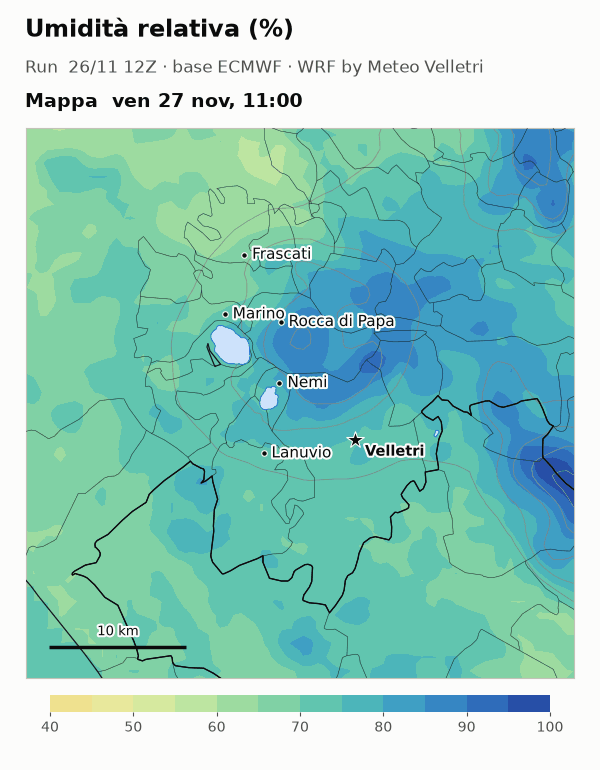 Umidità relativa (%)
Run  26/11 12Z · base ECMWF · WRF by Meteo Velletri
Mappa  ven 27 nov, 11:00
Frascati
Marino
Rocca di Papa
Nemi
Velletri
Lanuvio
10 km
40 50 60 70 80 90 100